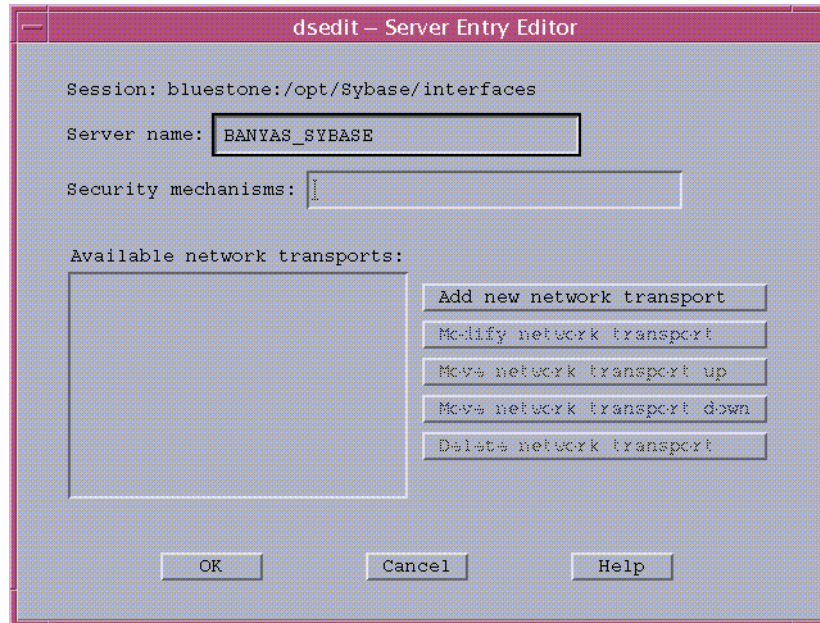 dsedit – Server Entry Editor
Session: bluestone:/opt/Sybase/interfaces
Server name: BANYAS_SYBASE
Security mechanisms:
Available network transports:
Add new network transport
Modify network transport
Move network transport up
Move network transport down
Delete network transport
OK Cancel Help